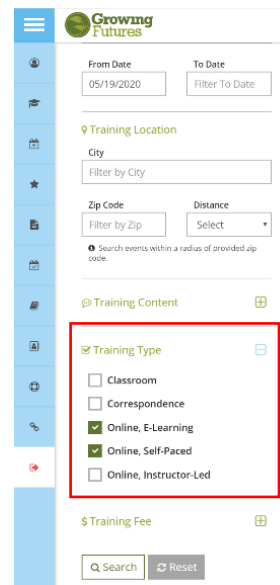 Growing
Futures
From Date To Date
05/19/2020 Filter To Date
Training Location
City
Filter by City
Zip Code Distance
Filter by Zip Select
Search events within a radius of provided zip
code.
Training Content
Training Type
Classroom
Correspondence
Online, E-Learning
Online, Self-Paced
Online, Instructor-Led
$ Training Fee
Search Reset